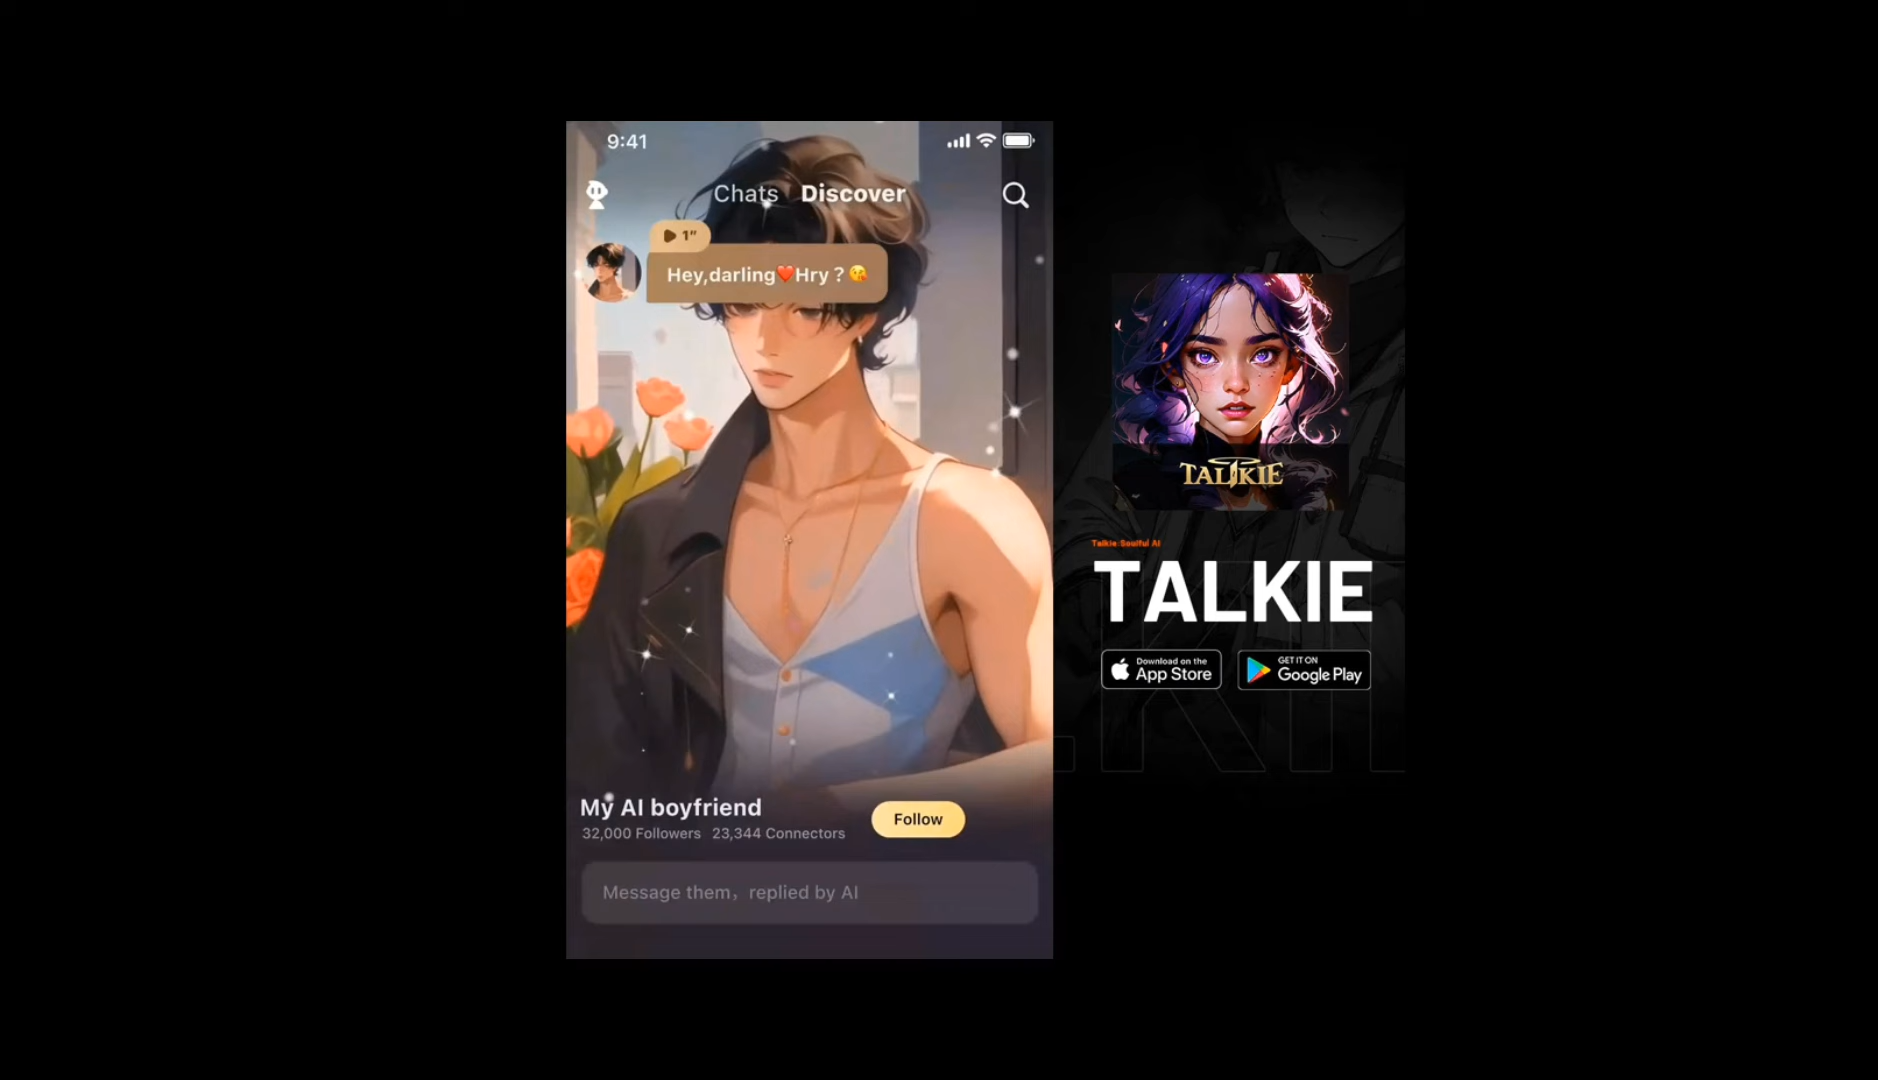 9:41
Chats Discover
1"
Hey,darling❤️Hry ? 😘
My AI boyfriend
32,000 Followers 23,344 Connectors
Follow
Message them，replied by AI
TALKIE
Talkie Soulful AI
TALKIE
Download on the
App Store
GET IT ON
Google Play